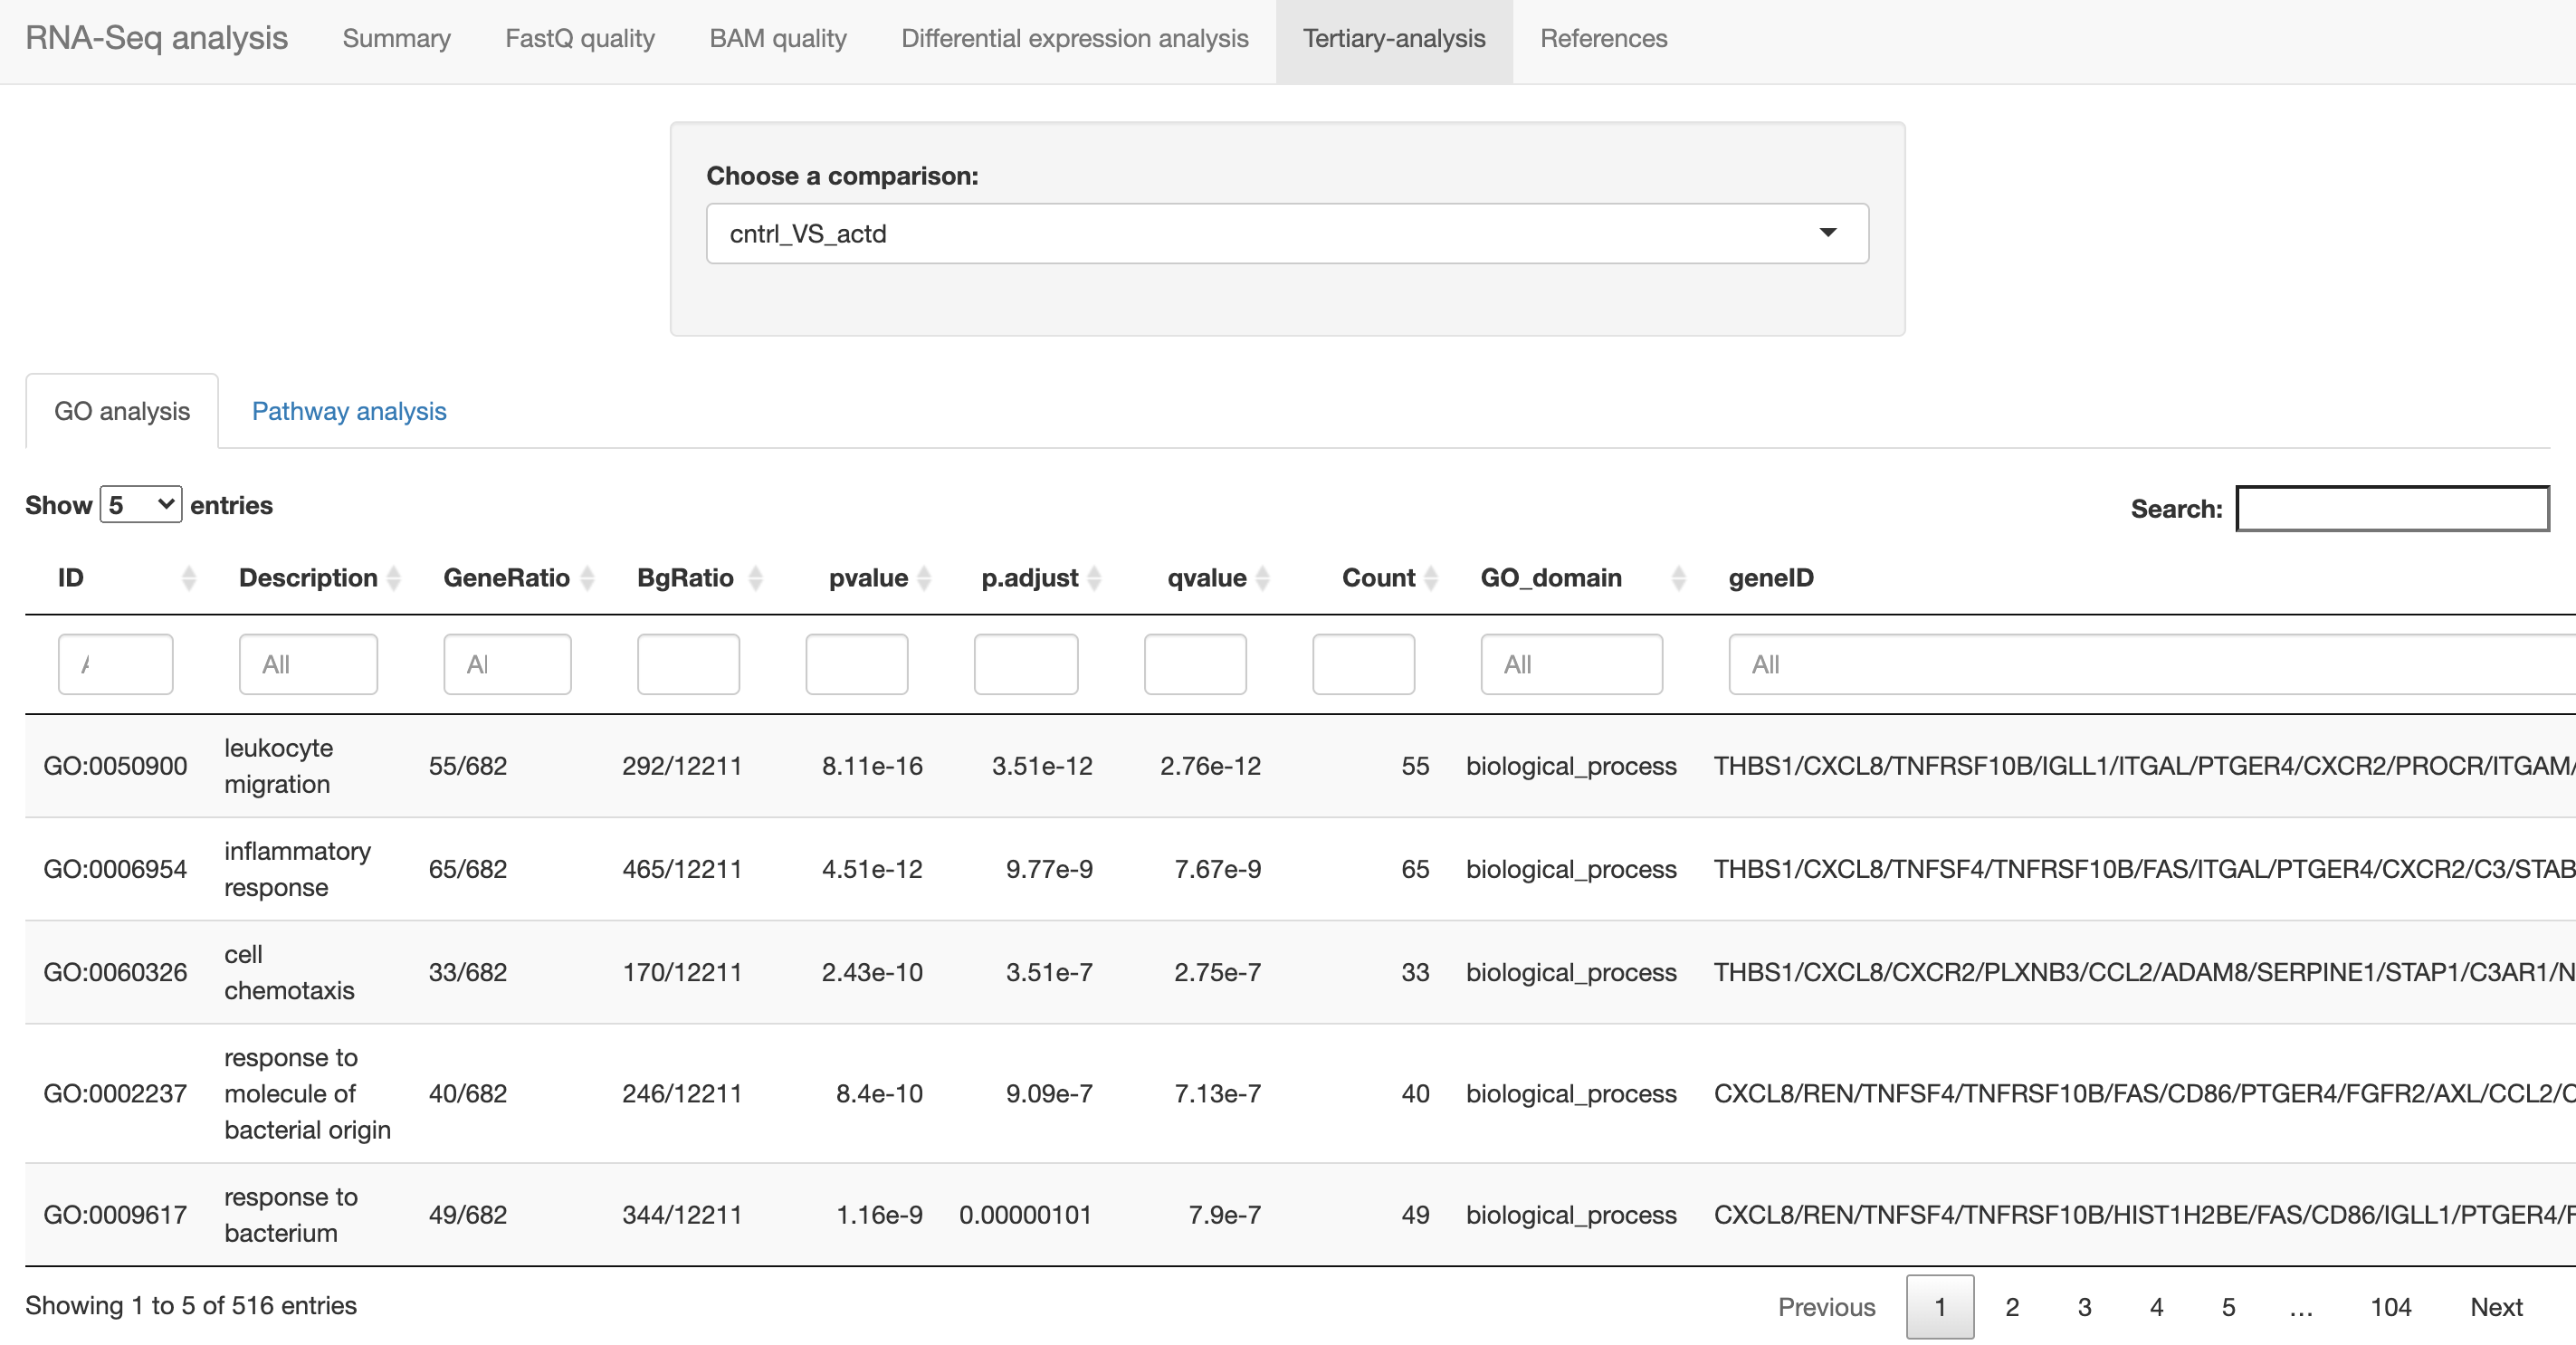 RNA-Seq analysis Summary FastQ quality BAM quality Differential expression analysis Tertiary-analysis References
Choose a comparison:
cntrl_VS_actd
GO analysis Pathway analysis
Show 5 entries Search:
ID Description GeneRatio BgRatio pvalue p.adjust qvalue Count GO_domain geneID
All Al All All
leukocyte
GO:0050900 migration 55/682 292/12211 8.11e-16 3.51e-12 2.76e-12 55 biological_process THBS1/CXCL8/TNFRSF10B/IGLL1/ITGAL/PTGER4/CXCR2/PROCR/ITGAM/
inflammatory
GO:0006954 response 65/682 465/12211 4.51e-12 9.77e-9 7.67e-9 65 biological_process THBS1/CXCL8/TNFSF4/TNFRSF10B/FAS/ITGAL/PTGER4/CXCR2/C3/STAB
cell
GO:0060326 chemotaxis 33/682 170/12211 2.43e-10 3.51e-7 2.75e-7 33 biological_process THBS1/CXCL8/CXCR2/PLXNB3/CCL2/ADAM8/SERPINE1/STAP1/C3AR1/N
response to
GO:0002237 molecule of 40/682 246/12211 8.4e-10 9.09e-7 7.13e-7 40 biological_process CXCL8/REN/TNFSF4/TNFRSF10B/FAS/CD86/PTGER4/FGFR2/AXL/CCL2/C
bacterial origin
response to
GO:0009617 bacterium 49/682 344/12211 1.16e-9 0.00000101 7.9e-7 49 biological_process CXCL8/REN/TNFSF4/TNFRSF10B/HIST1H2BE/FAS/CD86/IGLL1/PTGER4/F
Showing 1 to 5 of 516 entries Previous 1 2 3 4 5 … 104 Next